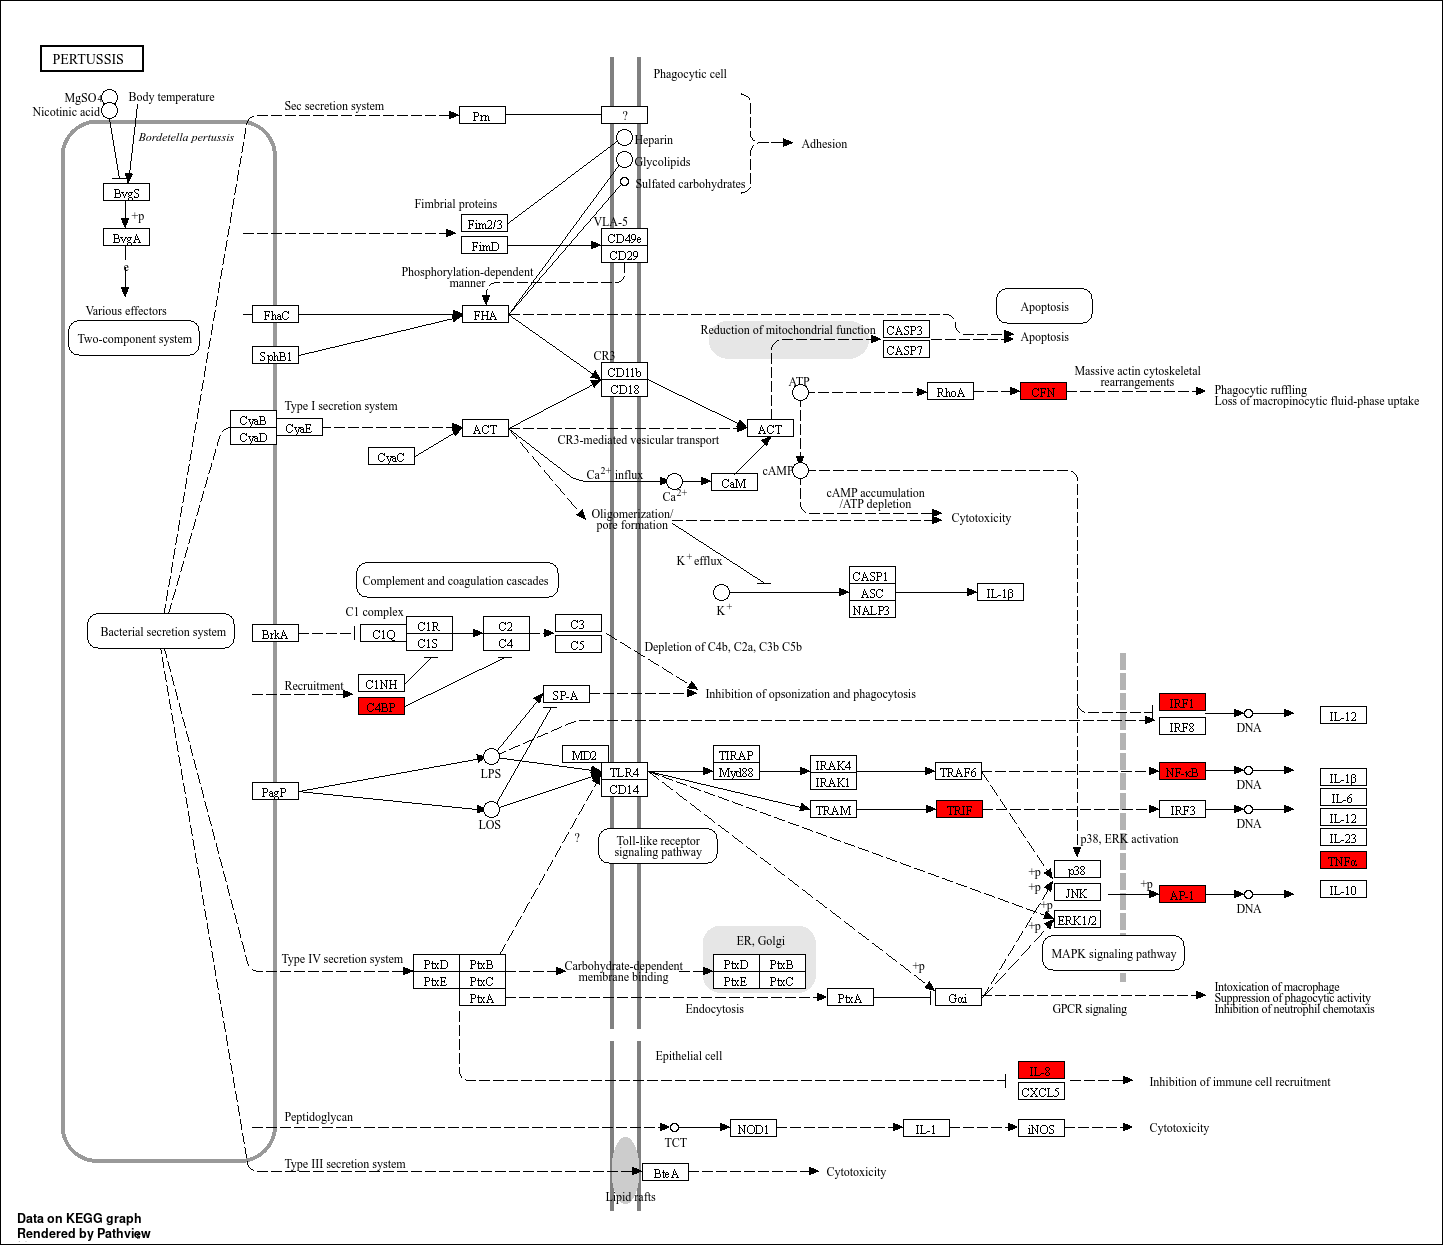 PERTUSSIS
Phagocytic cell
MgSO4
Body temperature
Nicotinic acid
Sec secretion system
Prn
?
Bordetella pertussis
Heparin
Adhesion
Glycolipids
Sulfated carbohydrates
BvgS
Fimbrial proteins
+p
Fim2/3
VLA-5
BvgA
FimD
CD49e
CD29
e
Phosphorylation-dependent
manner
Various effectors
FhaC
FHA
Apoptosis
Two-component system
Reduction of mitochondrial function
CASP3
Apoptosis
CASP7
SphB1
CR3
CD11b
CD18
ATP
RhoA
CFN
Massive actin cytoskeletal
rearrangements
Phagocytic ruffling
Loss of macropinocytic fluid-phase uptake
Type I secretion system
CyaB
CyaE
CyaD
ACT
ACT
CR3-mediated vesicular transport
CyaC
Ca2+ influx
Ca2+
CaM
cAMP
cAMP accumulation
/ATP depletion
Oligomerization/
pore formation
Cytotoxicity
K+ efflux
K+
CASP1
ASC
NALP3
IL-1β
Complement and coagulation cascades
C1 complex
Bacterial secretion system
BrkA
C1Q
C1R
C1S
C2
C4
C3
C5
Depletion of C4b, C2a, C3b C5b
Recruitment
C1NH
C4BP
SP-A
Inhibition of opsonization and phagocytosis
IRF1
IRF8
DNA
IL-12
LPS
MD2
TLR4
CD14
TIRAP
Myd88
IRAK4
IRAK1
TRAF6
NF-κB
DNA
IL-1β
PagP
LOS
TRAM
TRIF
IRF3
DNA
IL-6
IL-12
IL-23
TNFα
IL-10
?
Toll-like receptor
signaling pathway
p38, ERK activation
+p
p38
+p
JNK
+p
AP-1
DNA
+p
ERK1/2
+p
MAPK signaling pathway
ER, Golgi
Type IV secretion system
PtxD
PtxB
PtxE
PtxC
PtxA
Carbohydrate-dependent
membrane binding
PtxD
PtxB
PtxE
PtxC
+p
Endocytosis
PtxA
Gαi
GPCR signaling
Intoxication of macrophage
Suppression of phagocytic activity
Inhibition of neutrophil chemotaxis
Epithelial cell
IL-8
CXCL5
Inhibition of immune cell recruitment
Peptidoglycan
TCT
NOD1
IL-1
iNOS
Cytotoxicity
Type III secretion system
BteA
Cytotoxicity
Lipid rafts
Data on KEGG graph
Rendered by Pathview